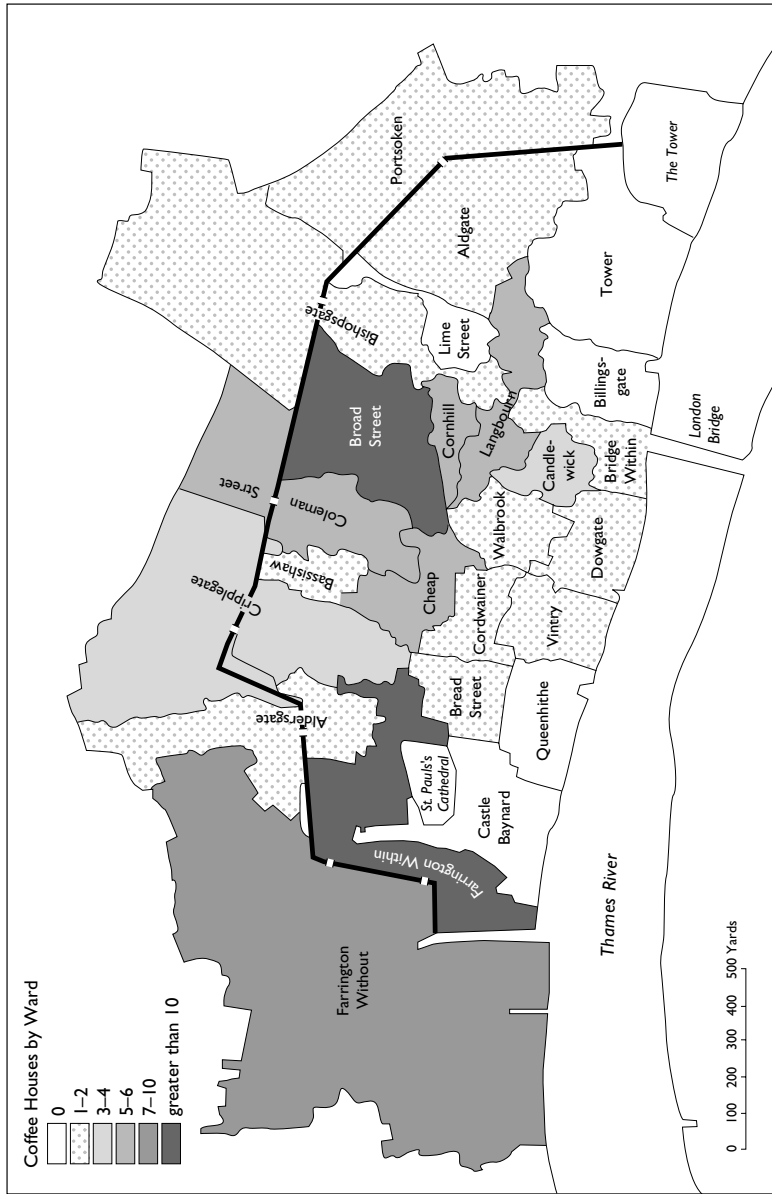 Coffee Houses by Ward
0
1–2
3–4
5–6
7–10
greater than 10
Portsoken
Bishopsgate
Aldgate
The Tower
Tower
Lime
Street
Billings-
gate
London
Bridge
Broad
Street
Cornhill
Langbourn
Candle-
wick
Bridge
Within
Coleman
Street
Bassishaw
Cheap
Walbrook
Dowgate
Cripplegate
Cordwainer
Vintry
Aldersgate
Bread
Street
Queenhithe
St. Pauls's
Cathedral
Castle
Baynard
Farrington Within
Farrington
Without
Thames River
0 100 200 300 400 500 Yards